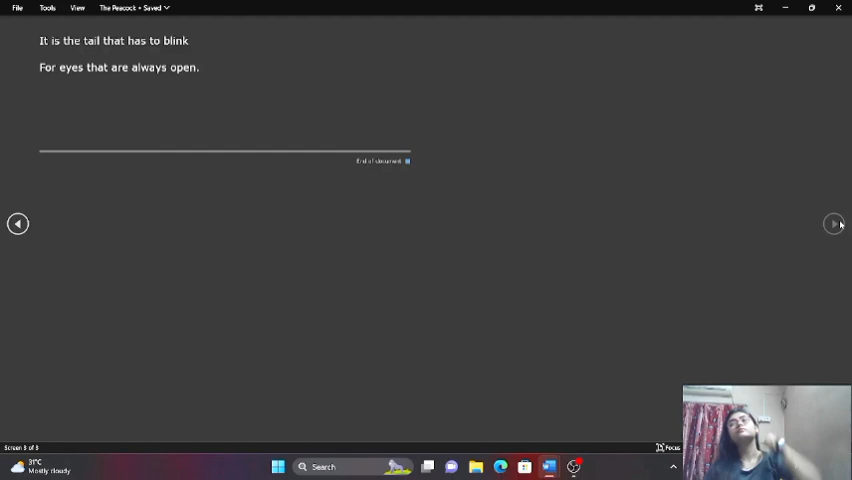 File Tools View The Peacock • Saved
It is the tail that has to blink
For eyes that are always open.
End of document
Screen 3 of 3
Focus
31°C
Mostly cloudy
Search